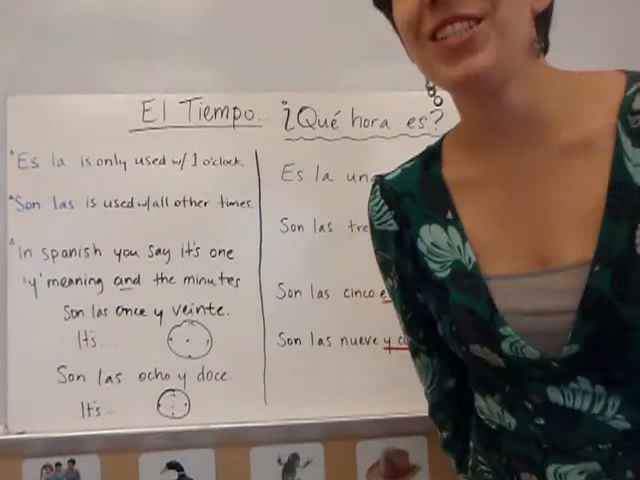 El Tiempo... ¿Qué hora es?
*Es la is only used w/ 1 o'clock.
*Son las is used w/all other times.
*In spanish you say it's one
'y' meaning and the minutes
Son las once y veinte.
It's....
Son las ocho y doce.
It's..
Es la una
Son las tre
Son las cinco
Son las nueve y